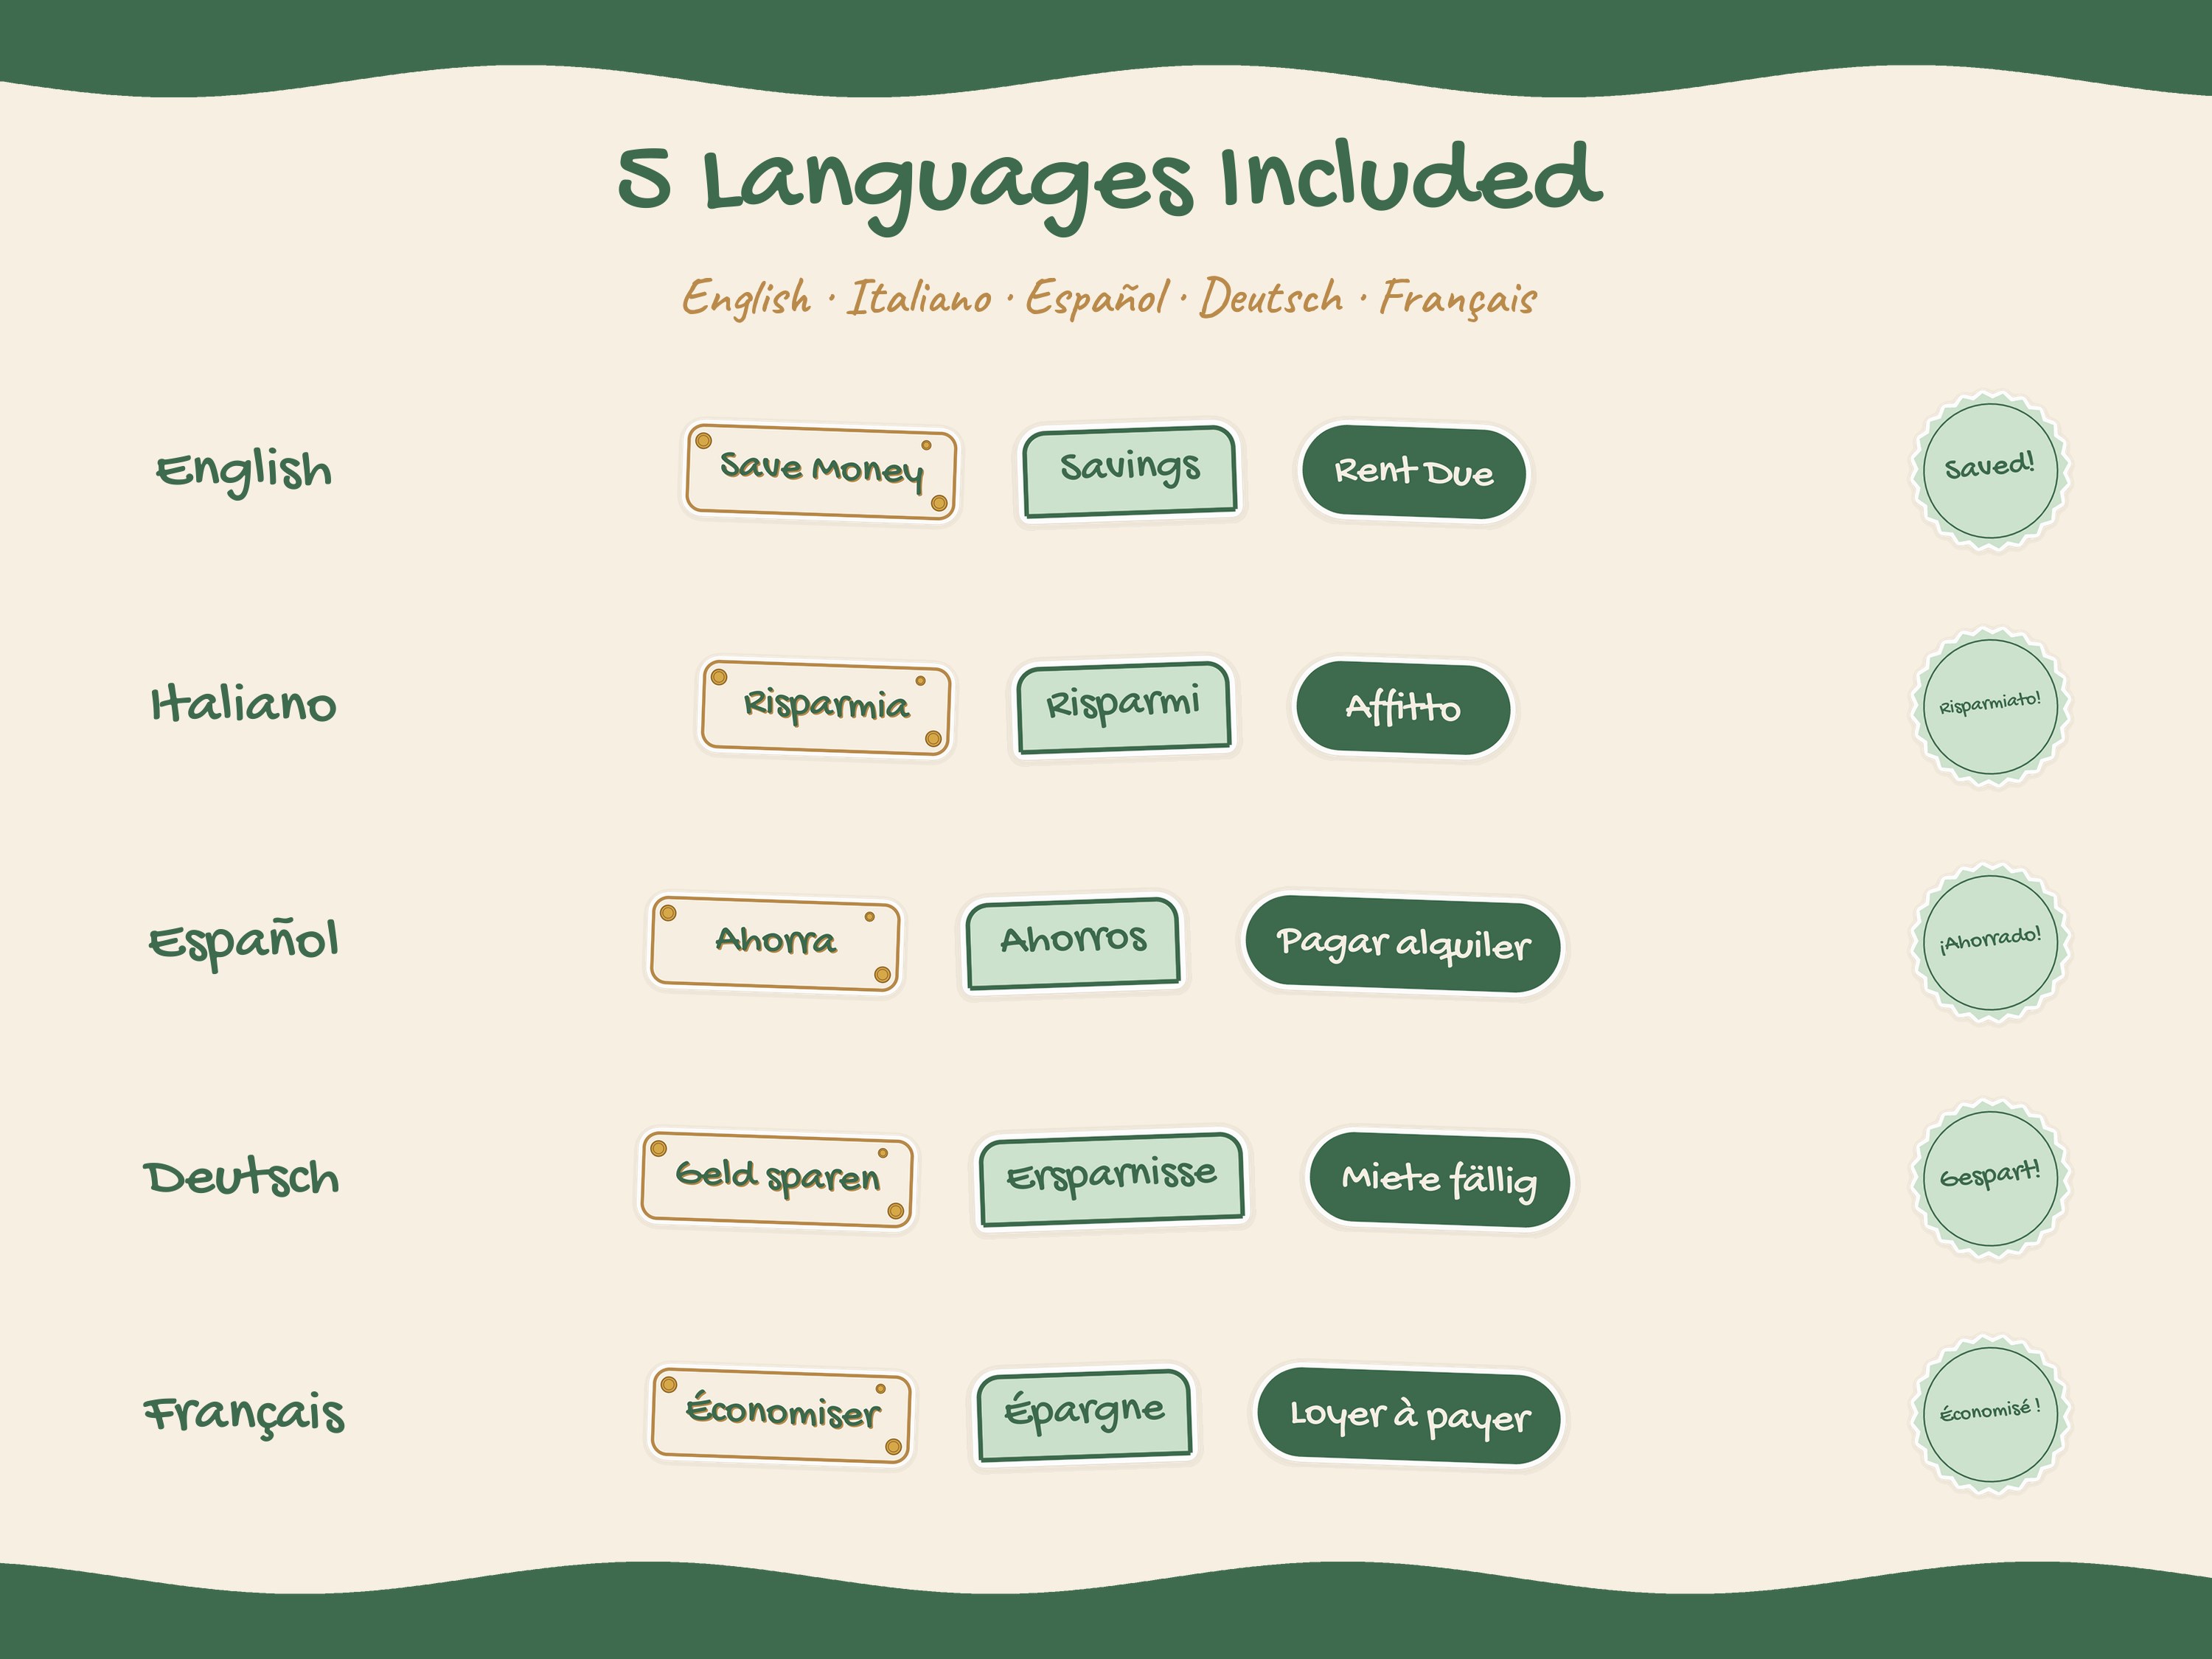 5 Languages Included
English · Italiano · Español · Deutsch · Français
English
Save Money
Savings
Rent Due
Saved!
Italiano
Risparmia
Risparmi
Affitto
Risparmiato!
Español
Ahorra
Ahorros
Pagar alquiler
¡Ahorrado!
Deutsch
Geld sparen
Ersparnisse
Miete fällig
Gespart!
Français
Économiser
Épargne
Loyer à payer
Économisé !